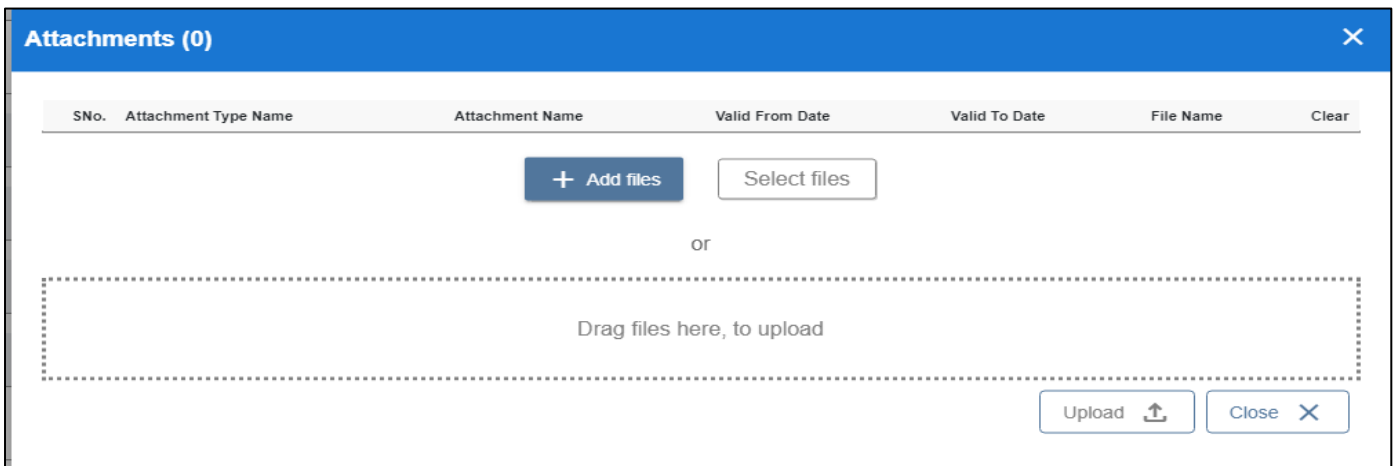 Attachments (0)
SNo. Attachment Type Name Attachment Name Valid From Date Valid To Date File Name Clear
Add files Select files
or
Drag files here, to upload
Upload Close